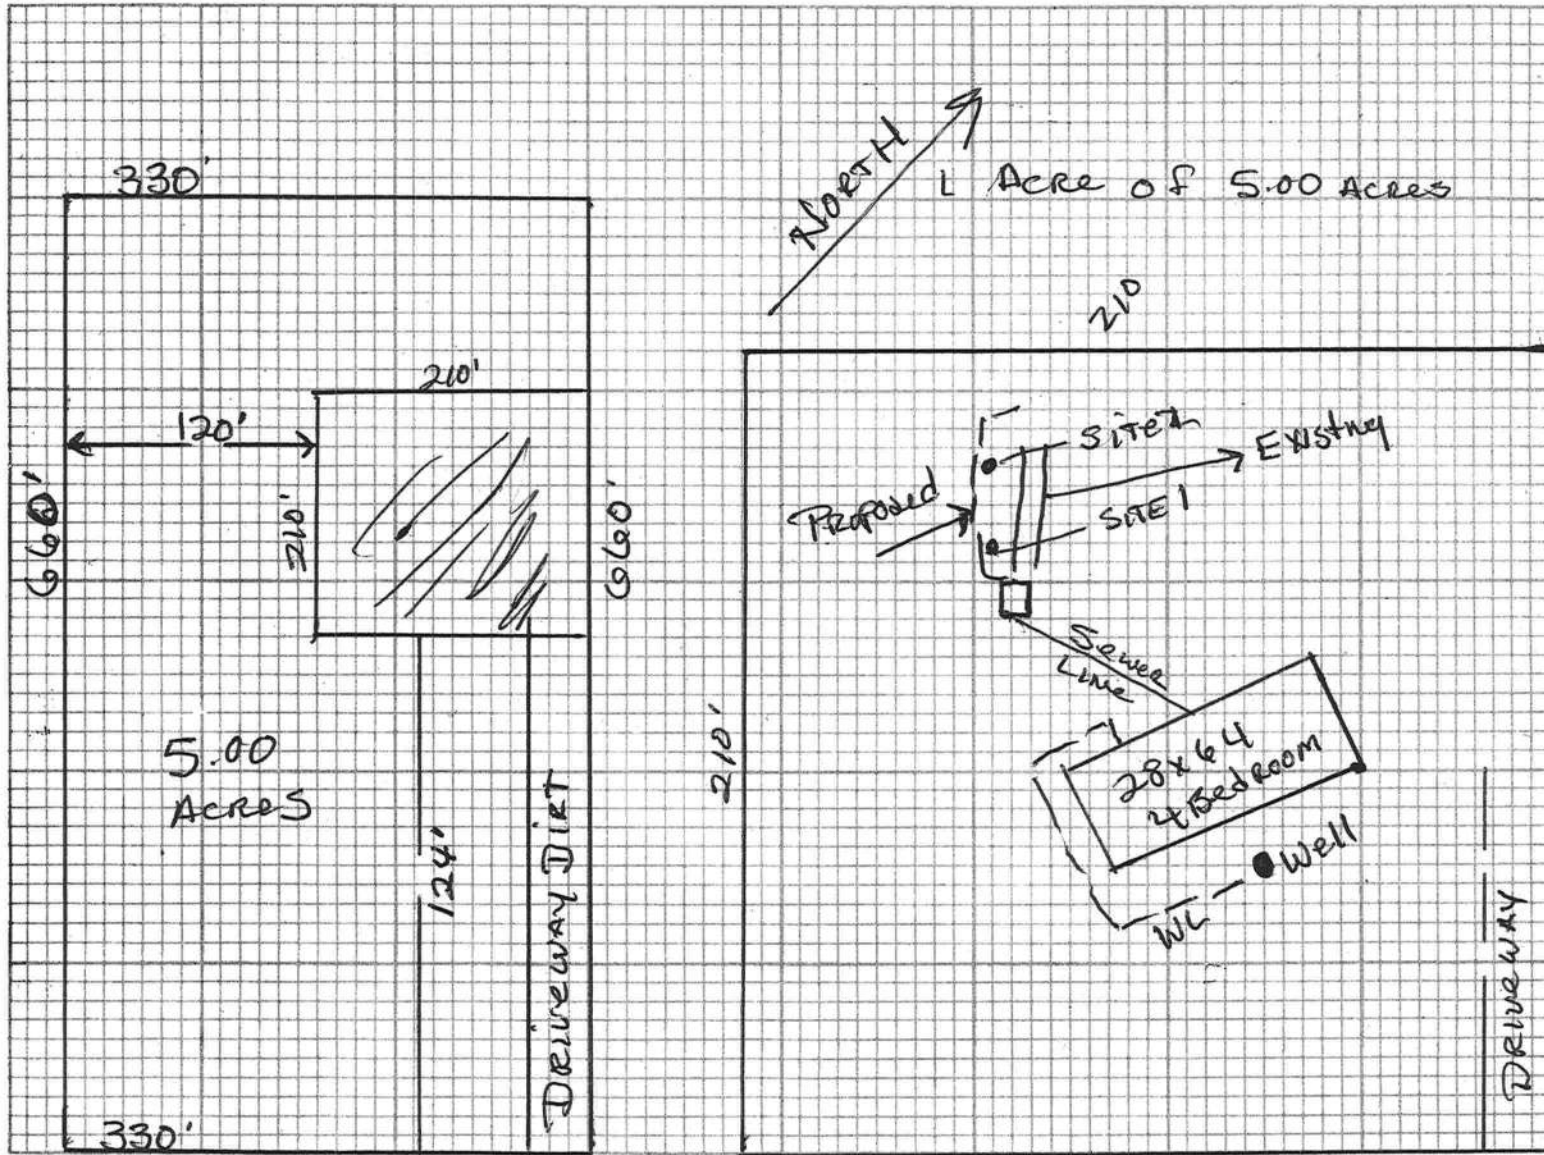 330'
NORTH
1 ACRE OF 5.00 ACRES
210
210'
120'
660'
210'
660'
5.00
ACRES
124'
DRIVEWAY DIRT
330'
Proposed
Site 2
Existing
Site 1
Sewer
Line
210'
28x64
4 Bedroom
Well
WL
DRIVEWAY